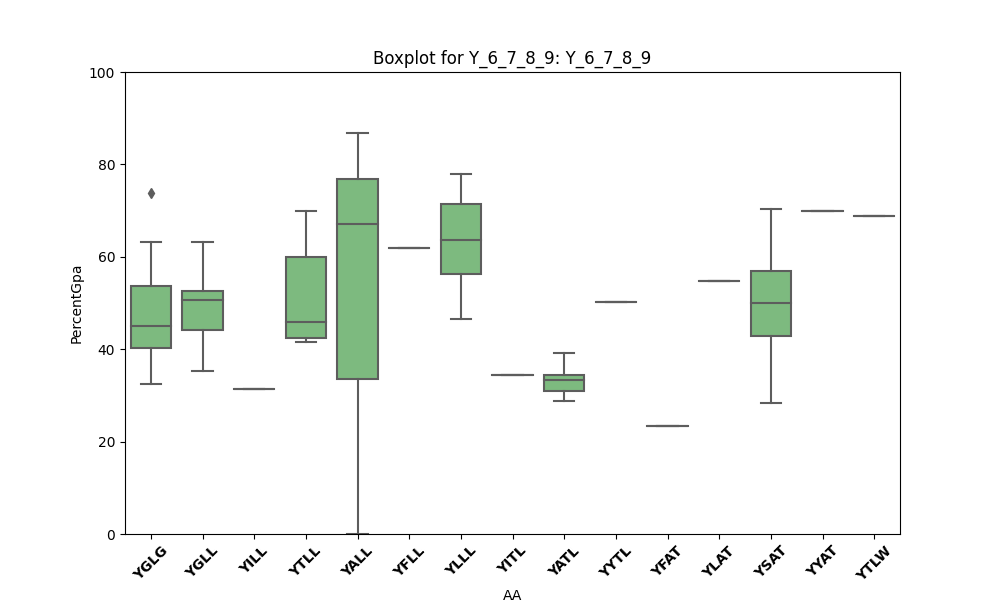 Boxplot for Y_6_7_8_9: Y_6_7_8_9
100
80
60
40
20
0
PercentGpa
YGLG YGLL YILL YTLL YALL YFLL YLLL YITL YATL YYTL YFAT YLAT YSAT YYAT YTLW
AA